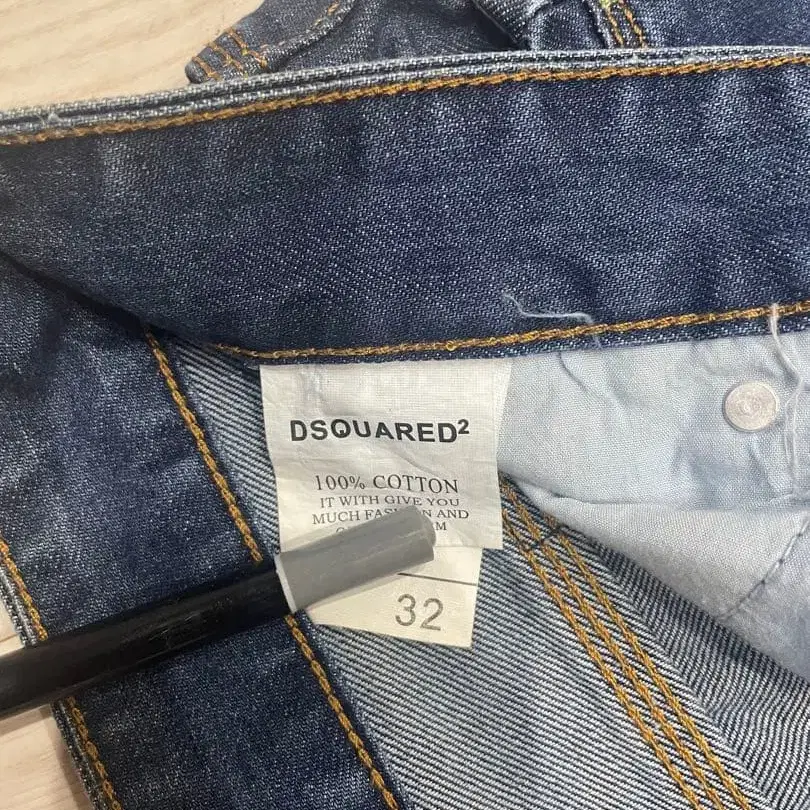 DSQUARED²
100% COTTON
IT WITH GIVE YOU
MUCH AND
32